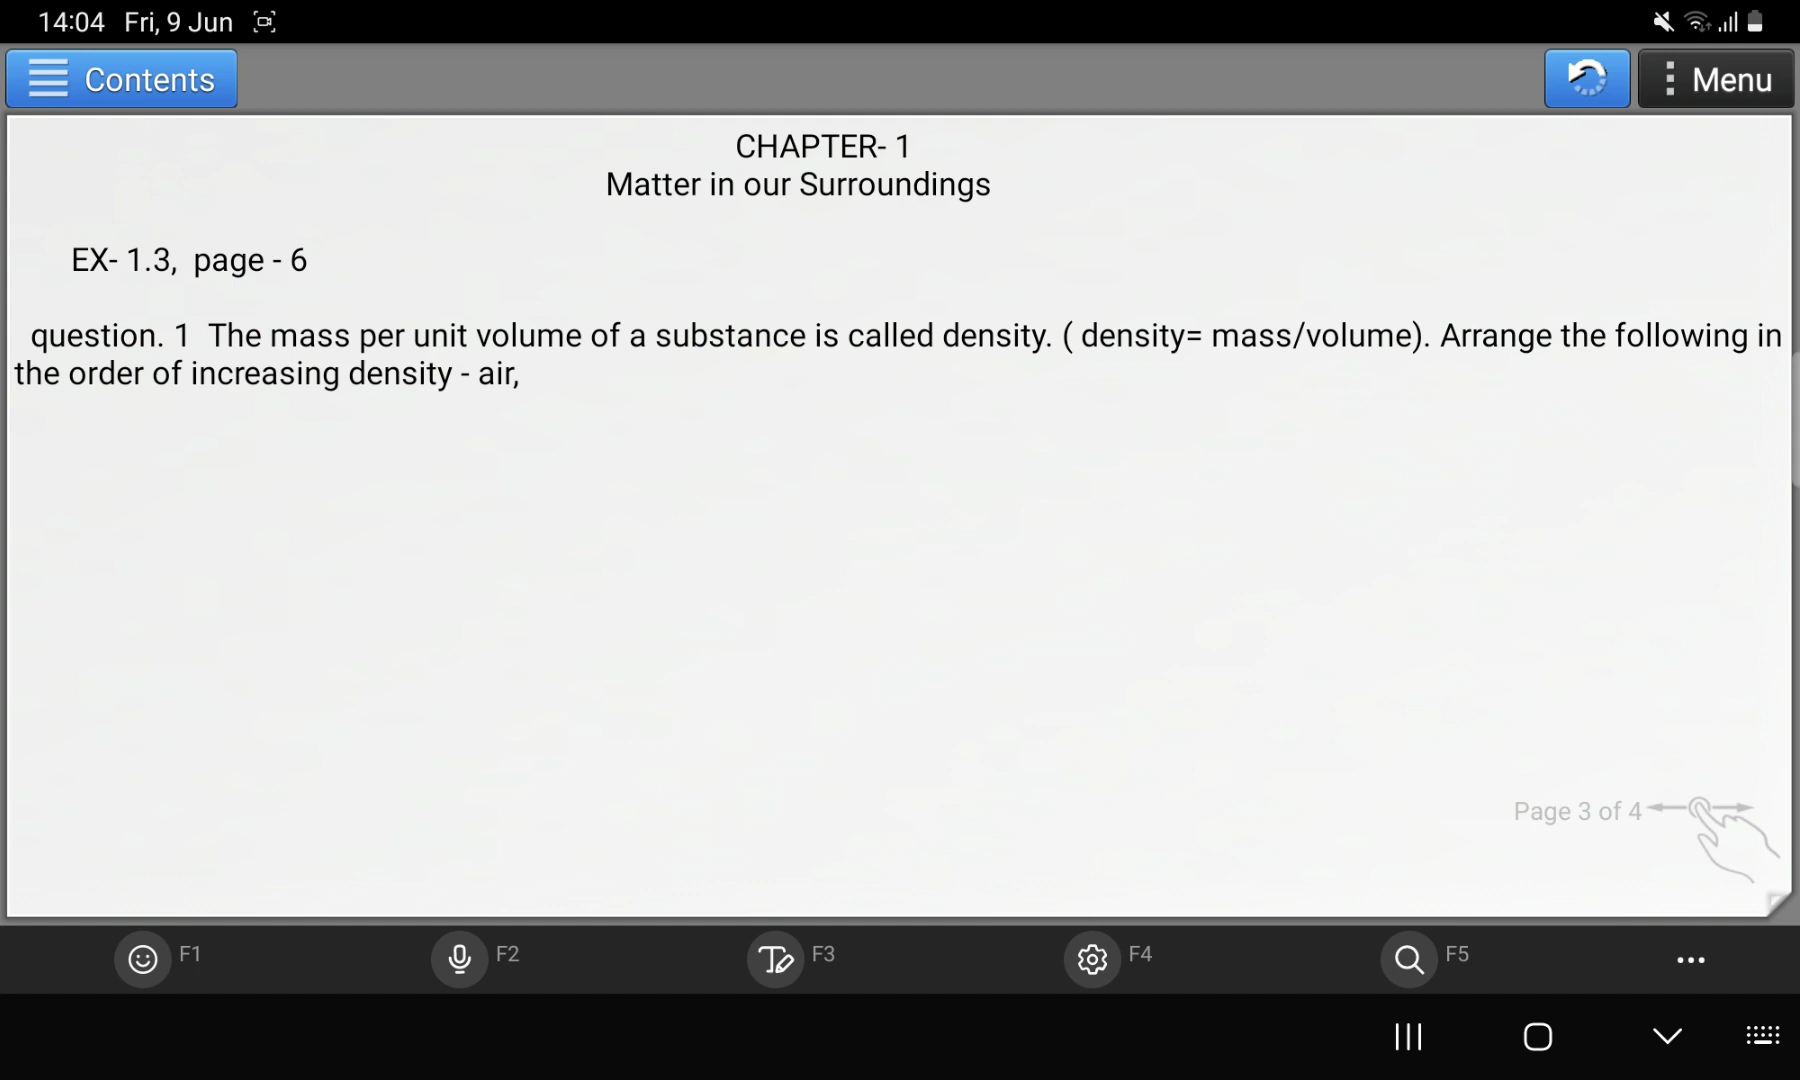 14:04 Fri, 9 Jun
Contents
Menu
CHAPTER- 1
Matter in our Surroundings
EX- 1.3, page - 6
question. 1 The mass per unit volume of a substance is called density. ( density= mass/volume). Arrange the following in
the order of increasing density - air,
Page 3 of 4
F1 F2 F3 F4 F5